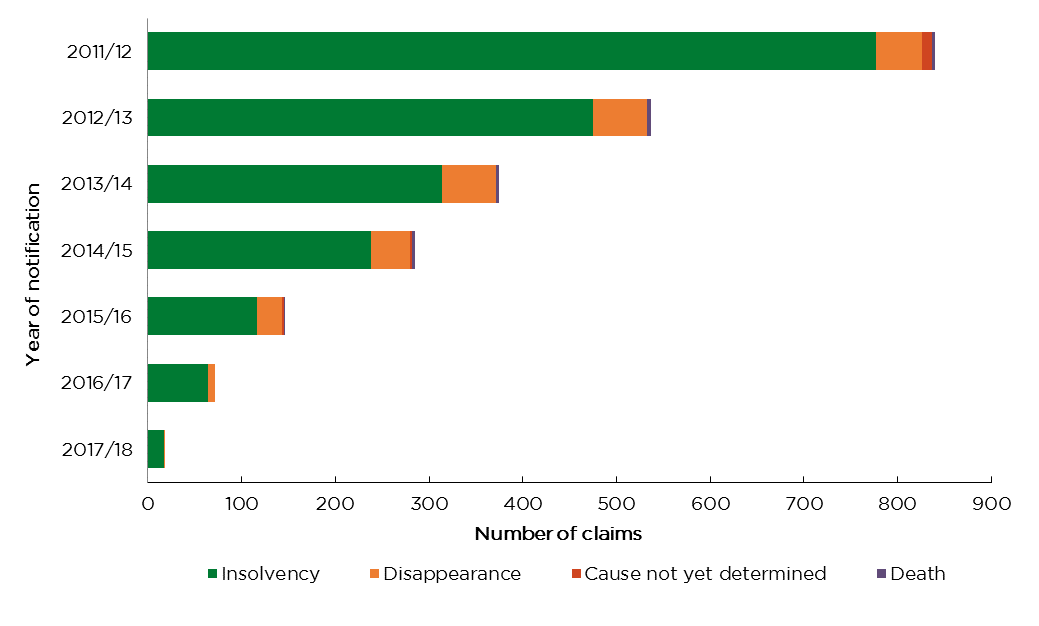 2011/12
2012/13
2013/14
2014/15
2015/16
2016/17
2017/18
Year of notification
0 100 200 300 400 500 600 700 800 900
Number of claims
Insolvency Disappearance Cause not yet determined Death